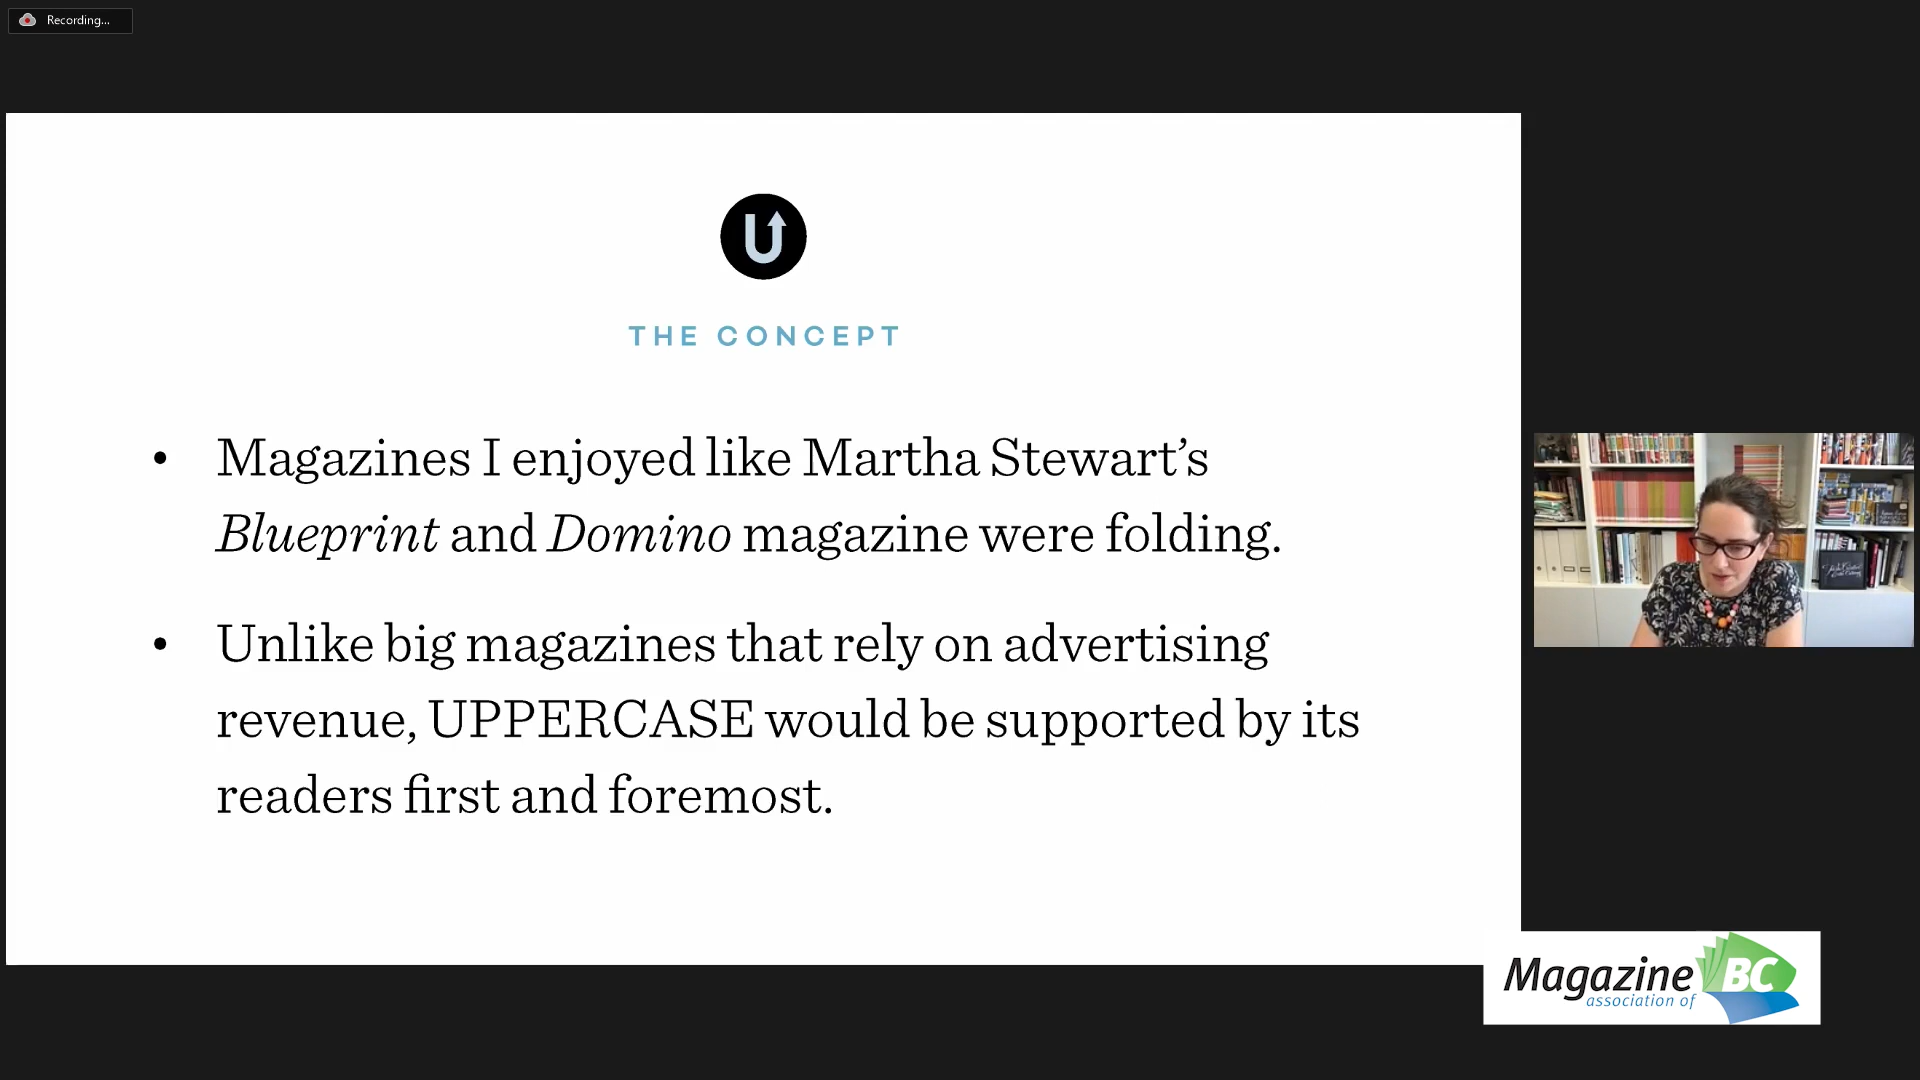 Recording...
U
THE CONCEPT
• Magazines I enjoyed like Martha Stewart’s
Blueprint and Domino magazine were folding.
• Unlike big magazines that rely on advertising
revenue, UPPERCASE would be supported by its
readers first and foremost.
Magazine BC
association of